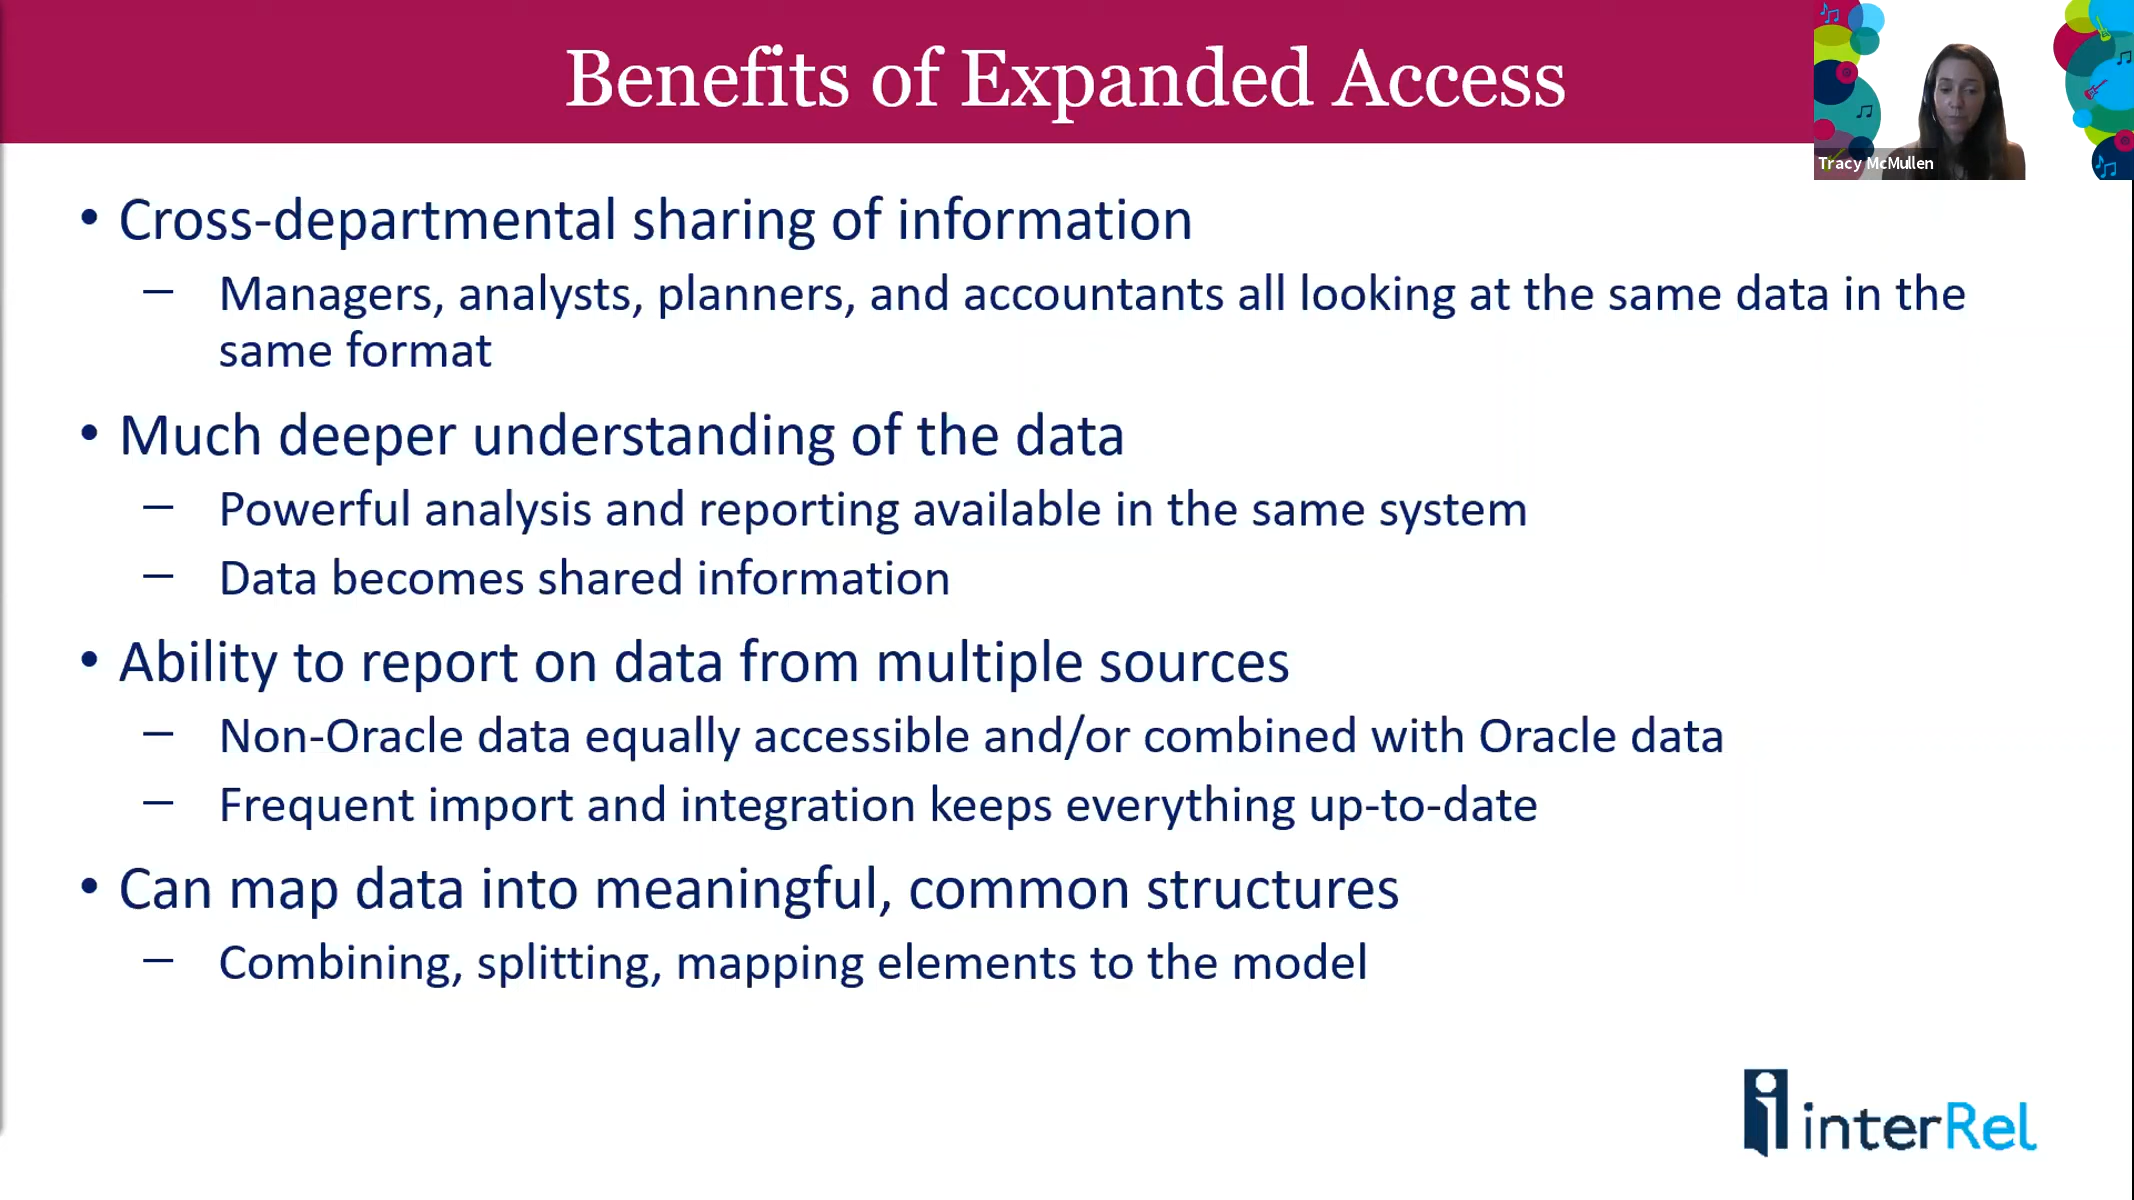 Benefits of Expanded Access
Tracy McMullen
• Cross-departmental sharing of information
– Managers, analysts, planners, and accountants all looking at the same data in the
same format
• Much deeper understanding of the data
– Powerful analysis and reporting available in the same system
– Data becomes shared information
• Ability to report on data from multiple sources
– Non-Oracle data equally accessible and/or combined with Oracle data
– Frequent import and integration keeps everything up-to-date
• Can map data into meaningful, common structures
– Combining, splitting, mapping elements to the model
interRel